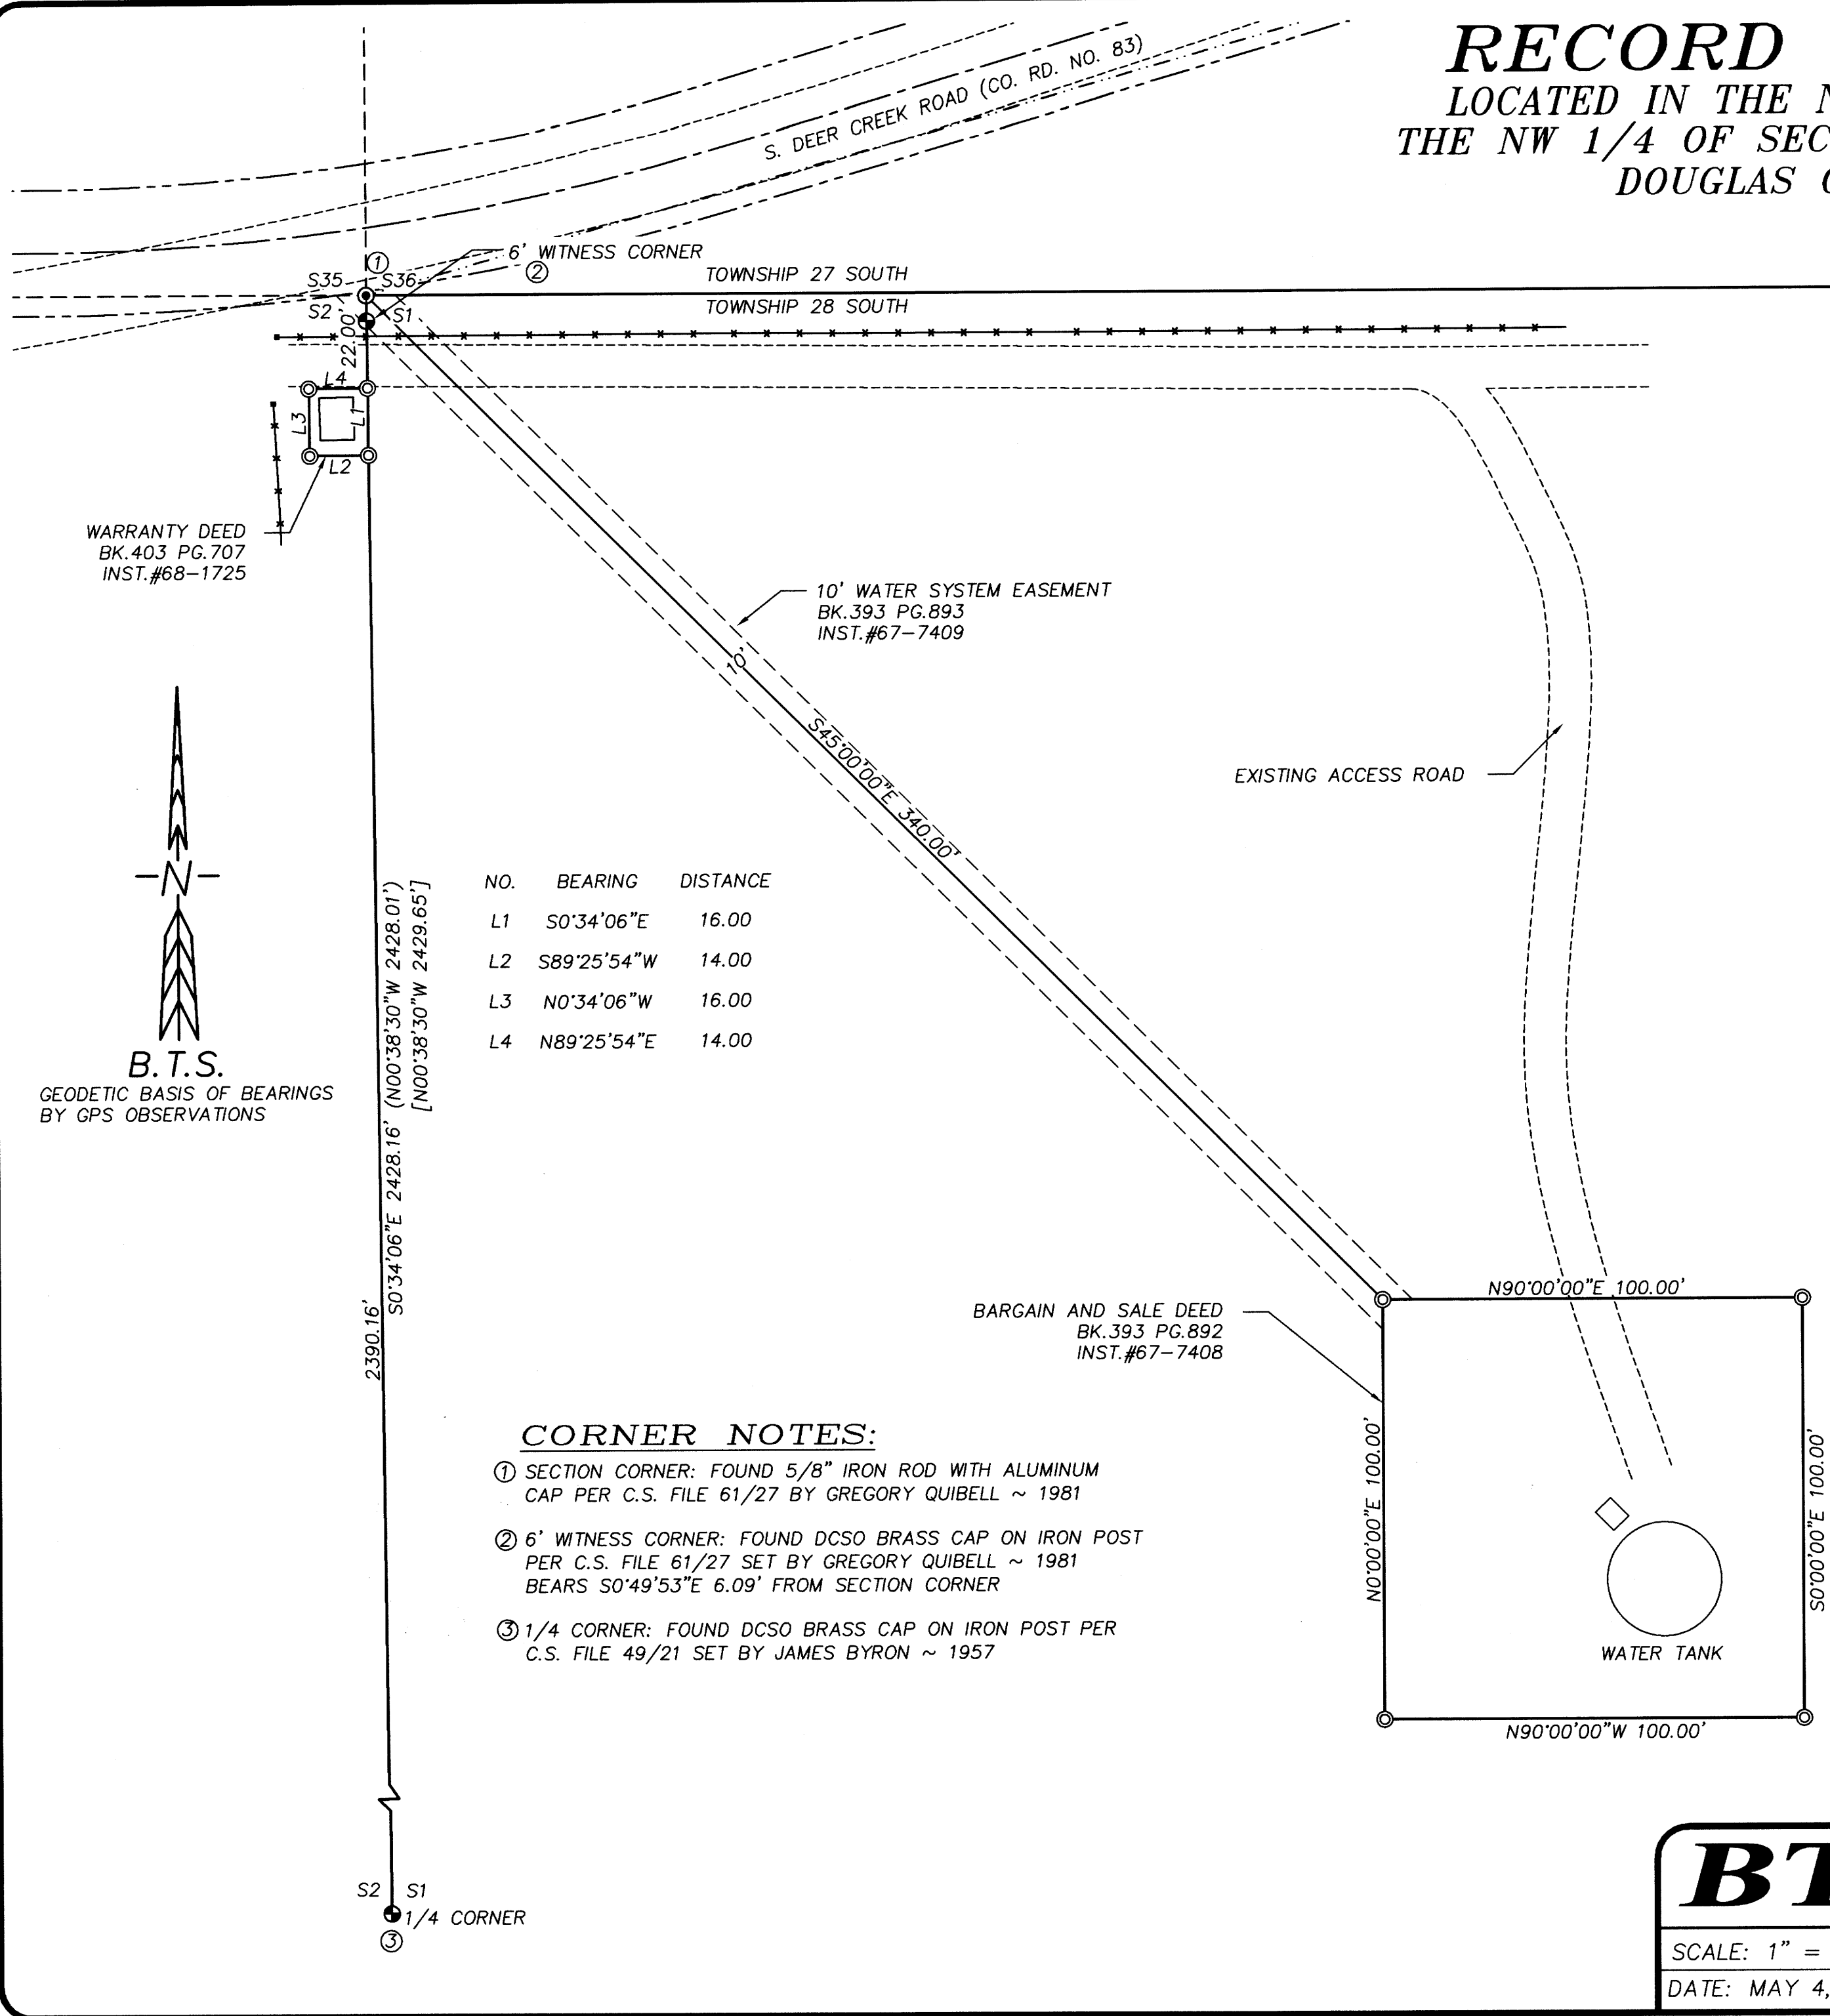 RECORD
LOCATED IN THE
THE NW 1/4 OF SEC
DOUGLAS
S. DEER CREEK ROAD (CO. RD. NO. 83)
6' WITNESS CORNER
①
②
S35 S36
TOWNSHIP 27 SOUTH
S2 S1
TOWNSHIP 28 SOUTH
22.00'
L4
L3
L1
L2
WARRANTY DEED
BK.403 PG.707
INST.#68-1725
10' WATER SYSTEM EASEMENT
BK.393 PG.893
INST.#67-7409
10'
S45°00'00"E 340.00'
EXISTING ACCESS ROAD
N
B.T.S.
GEODETIC BASIS OF BEARINGS
BY GPS OBSERVATIONS
NO. BEARING DISTANCE
L1 S0°34'06"E 16.00
L2 S89°25'54"W 14.00
L3 N0°34'06"W 16.00
L4 N89°25'54"E 14.00
2390.16'
S0°34'06"E 2428.16' (N00°38'30"W 2428.01')
[N00°38'30"W 2429.65']
BARGAIN AND SALE DEED
BK.393 PG.892
INST.#67-7408
N90°00'00"E 100.00'
N0°00'00"E 100.00'
S0°00'00"E 100.00'
WATER TANK
N90°00'00"W 100.00'
CORNER NOTES:
① SECTION CORNER: FOUND 5/8" IRON ROD WITH ALUMINUM
CAP PER C.S. FILE 61/27 BY GREGORY QUIBELL ~ 1981
② 6' WITNESS CORNER: FOUND DCSO BRASS CAP ON IRON POST
PER C.S. FILE 61/27 SET BY GREGORY QUIBELL ~ 1981
BEARS S0°49'53"E 6.09' FROM SECTION CORNER
③ 1/4 CORNER: FOUND DCSO BRASS CAP ON IRON POST PER
C.S. FILE 49/21 SET BY JAMES BYRON ~ 1957
S2 S1
1/4 CORNER
③
BT
SCALE: 1" =
DATE: MAY 4,